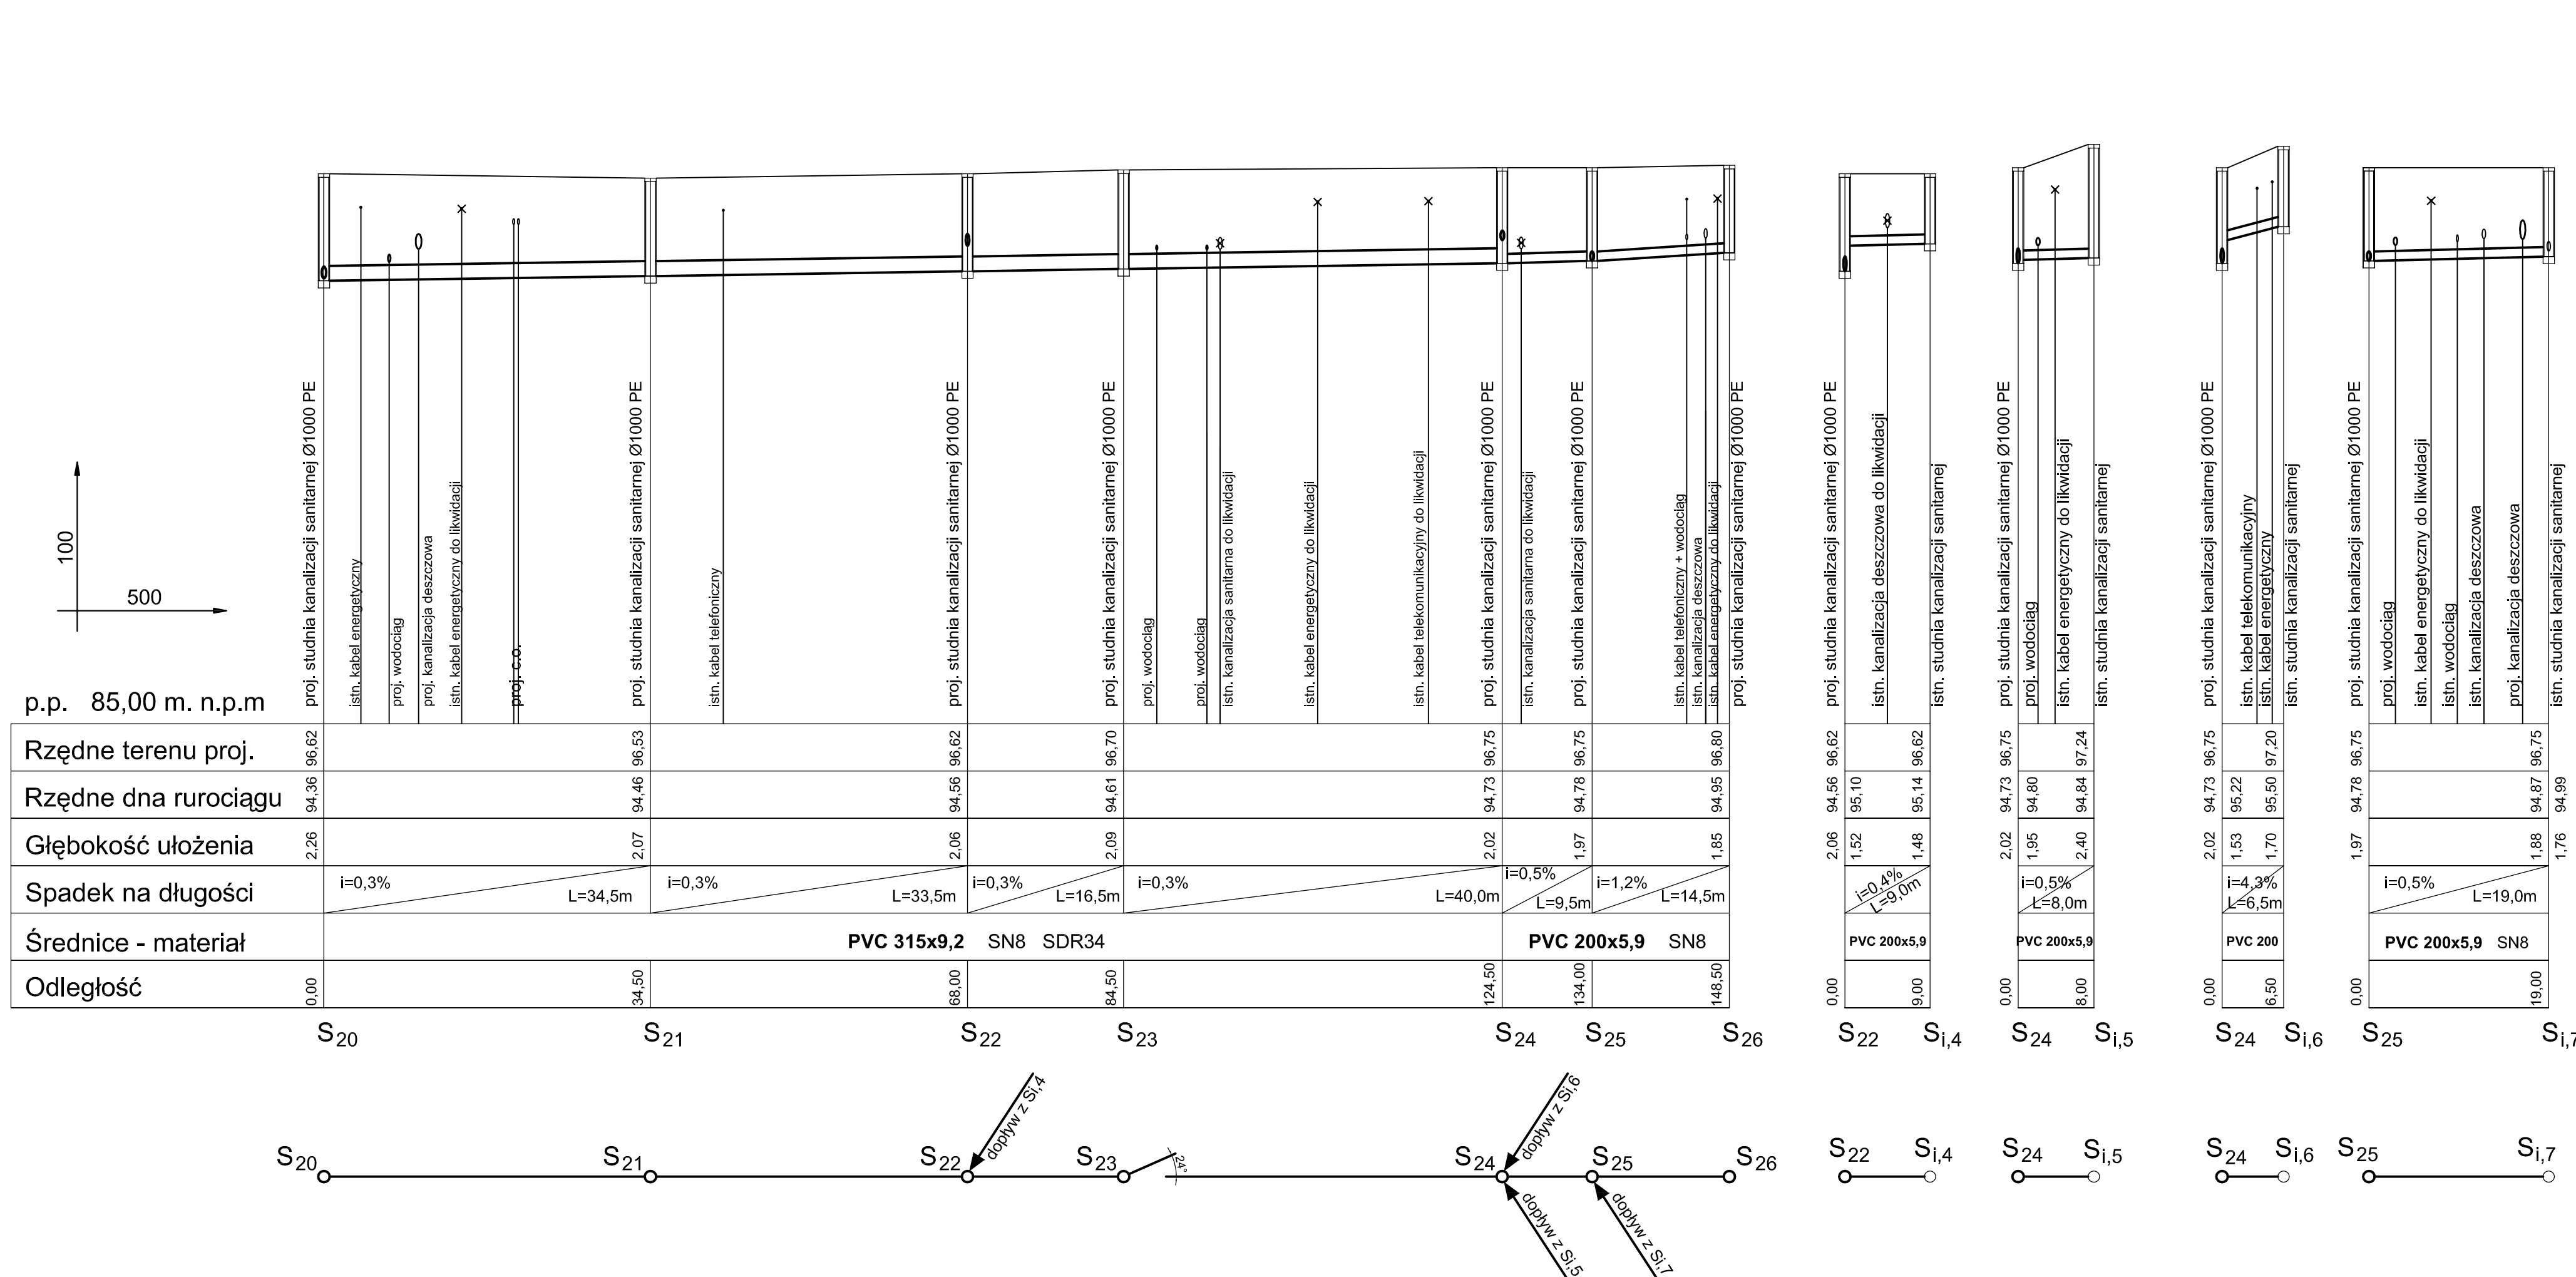 proj. studnia kanalizacji sanitarnej Ø1000 PE
istn. kabel energetyczny
proj. wodociąg
proj. kanalizacja deszczowa
istn. kabel energetyczny do likwidacji
proj. c.o.
proj. studnia kanalizacji sanitarnej Ø1000 PE
istn. kabel telefoniczny
proj. studnia kanalizacji sanitarnej Ø1000 PE
proj. studnia kanalizacji sanitarnej Ø1000 PE
proj. wodociąg
proj. wodociąg
istn. kanalizacja sanitarna do likwidacji
istn. kabel energetyczny do likwidacji
istn. kabel telekomunikacyjny do likwidacji
proj. studnia kanalizacji sanitarnej Ø1000 PE
istn. kanalizacja sanitarna do likwidacji
proj. studnia kanalizacji sanitarnej Ø1000 PE
istn. kabel telefoniczny + wodociąg
istn. kanalizacja deszczowa
istn. kabel energetyczny do likwidacji
proj. studnia kanalizacji sanitarnej Ø1000 PE
proj. studnia kanalizacji sanitarnej Ø1000 PE
istn. kanalizacja deszczowa do likwidacji
istn. studnia kanalizacji sanitarnej
proj. studnia kanalizacji sanitarnej Ø1000 PE
proj. wodociąg
istn. kabel energetyczny do likwidacji
istn. studnia kanalizacji sanitarnej
proj. studnia kanalizacji sanitarnej Ø1000 PE
istn. kabel telekomunikacyjny
istn. kabel energetyczny
istn. studnia kanalizacji sanitarnej
proj. studnia kanalizacji sanitarnej Ø1000 PE
proj. wodociąg
istn. kabel energetyczny do likwidacji
istn. wodociąg
istn. kanalizacja deszczowa
proj. kanalizacja deszczowa
istn. studnia kanalizacji sanitarnej
100
500
p.p. 85,00 m. n.p.m
Rzędne terenu proj. 96,62 96,53 96,62 96,70 96,75 96,75 96,80 96,62 96,62 96,75 97,24 96,75 97,20 96,75 96,75
Rzędne dna rurociągu 94,36 94,46 94,56 94,61 94,73 94,78 94,95 94,56 95,10 95,14 94,73 94,80 94,84 94,73 95,22 95,50 94,78 94,87 94,99
Głębokość ułożenia 2,26 2,07 2,06 2,09 2,02 1,97 1,85 2,06 1,52 1,48 2,02 1,95 2,40 2,02 1,53 1,70 1,97 1,88 1,76
Spadek na długości i=0,3% L=34,5m i=0,3% L=33,5m i=0,3% L=16,5m i=0,3% L=40,0m i=0,5% L=9,5m i=1,2% L=14,5m i=0,4% L=9,0m i=0,5% L=8,0m i=4,3% L=6,5m i=0,5% L=19,0m
Średnice - materiał PVC 315x9,2 SN8 SDR34 PVC 200x5,9 SN8 PVC 200x5,9 PVC 200x5,9 PVC 200 PVC 200x5,9 SN8
Odległość 0,00 34,50 68,00 84,50 124,50 134,00 148,50 0,00 9,00 0,00 8,00 0,00 6,50 0,00 19,00
S20 S21 S22 S23 S24 S25 S26 S22 Si,4 S24 Si,5 S24 Si,6 S25 Si,7
dopływ z Si,4
dopływ z Si,6
S20 S21 S22 S23 24° S24 S25 S26 S22 Si,4 S24 Si,5 S24 Si,6 S25 Si,7
dopływ z Si,5
dopływ z Si,7